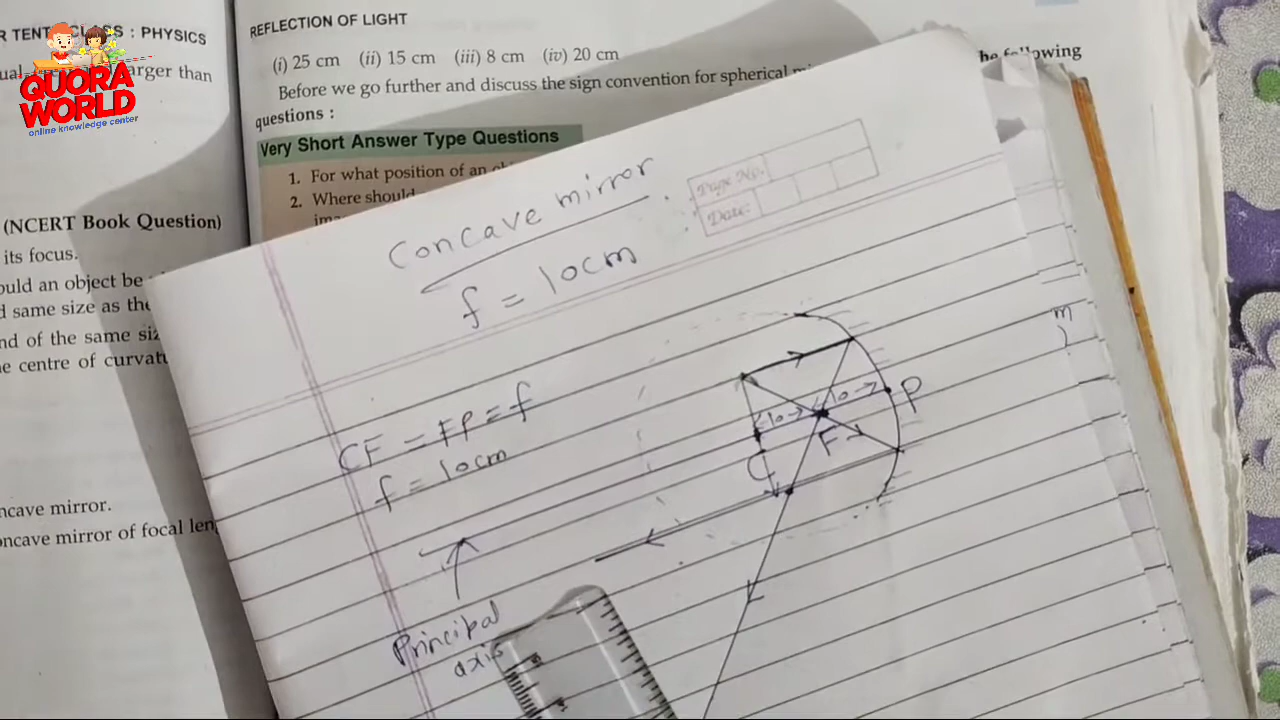 R TENTH CLASS : PHYSICS
QUORA
WORLD
online knowledge center
arger than
(NCERT Book Question)
its focus.
ould an object be
d same size as the
nd of the same siz
e centre of curvatu
ncave mirror.
oncave mirror of focal len
REFLECTION OF LIGHT
(i) 25 cm (ii) 15 cm (iii) 8 cm (iv) 20 cm
Before we go further and discuss the sign convention for spherical
he following
questions :
Very Short Answer Type Questions
1. For what position of an
2. Where should
Concave mirror
f = 10cm
Page No.
Date:
CF = FP = f
f = 10cm
Principal
axis
10
10
P
F
C
m